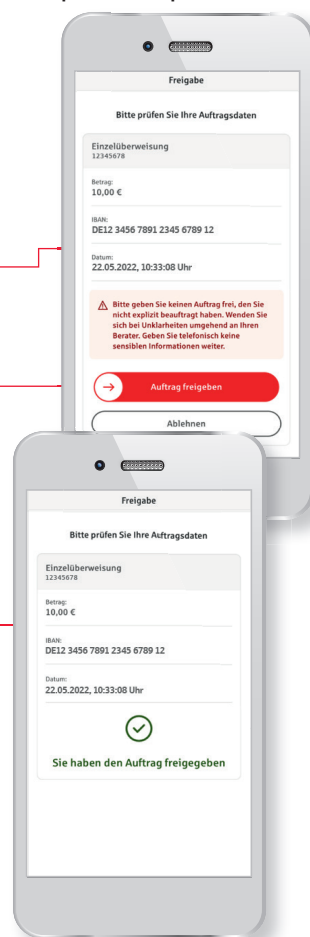 Freigabe
Bitte prüfen Sie Ihre Auftragsdaten
Einzelüberweisung
12345678
Betrag:
10,00 €
IBAN:
DE12 3456 7891 2345 6789 12
Datum:
22.05.2022, 10:33:08 Uhr
Bitte geben Sie keinen Auftrag frei, den Sie
nicht explizit beauftragt haben. Wenden Sie
sich bei Unklarheiten umgehend an Ihren
Berater. Geben Sie telefonisch keine
sensiblen Informationen weiter.
Auftrag freigeben
Ablehnen
Freigabe
Bitte prüfen Sie Ihre Auftragsdaten
Einzelüberweisung
12345678
Betrag:
10,00 €
IBAN:
DE12 3456 7891 2345 6789 12
Datum:
22.05.2022, 10:33:08 Uhr
Sie haben den Auftrag freigegeben